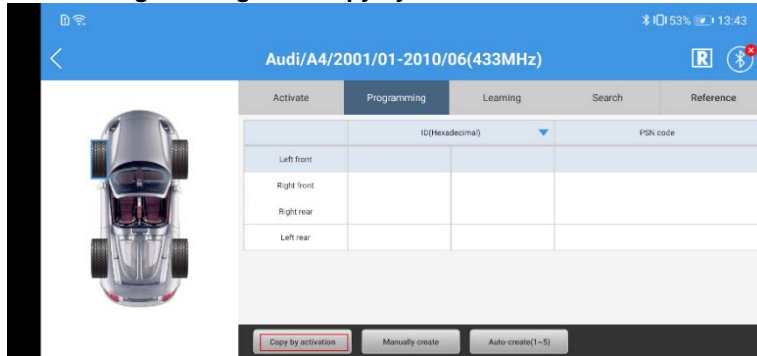 53% 13:43
Audi/A4/2001/01-2010/06(433MHz)
R
Activate Programming Learning Search Reference
ID(Hexadecimal) PSN code
Left front
Right front
Right rear
Left rear
Copy by activation Manually create Auto-create(1~5)